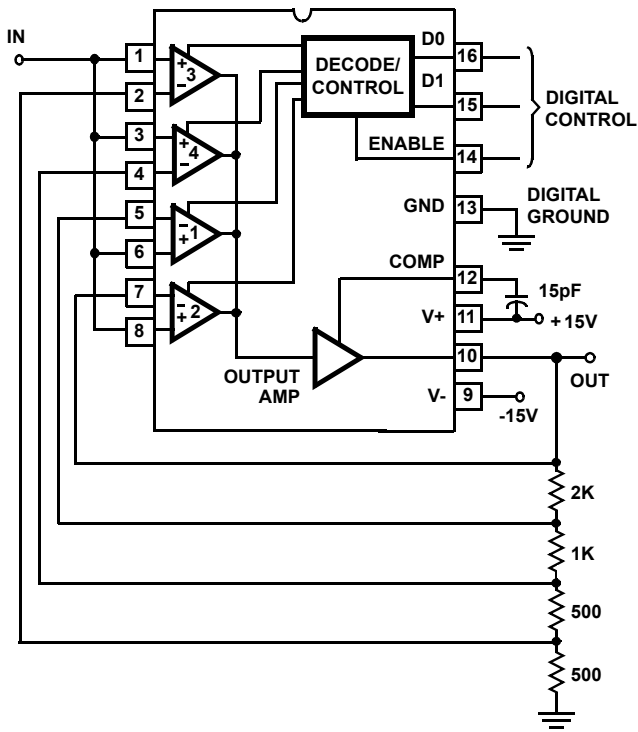 IN
1
2
3
4
5
6
7
8
+
−
3
+
−
4
−
+
1
−
+
2
DECODE/
CONTROL
OUTPUT
AMP
D0
16
D1
15
ENABLE
14
DIGITAL
CONTROL
GND
13
DIGITAL
GROUND
COMP
12
15pF
V+
11
+15V
10
OUT
V-
9
-15V
2K
1K
500
500